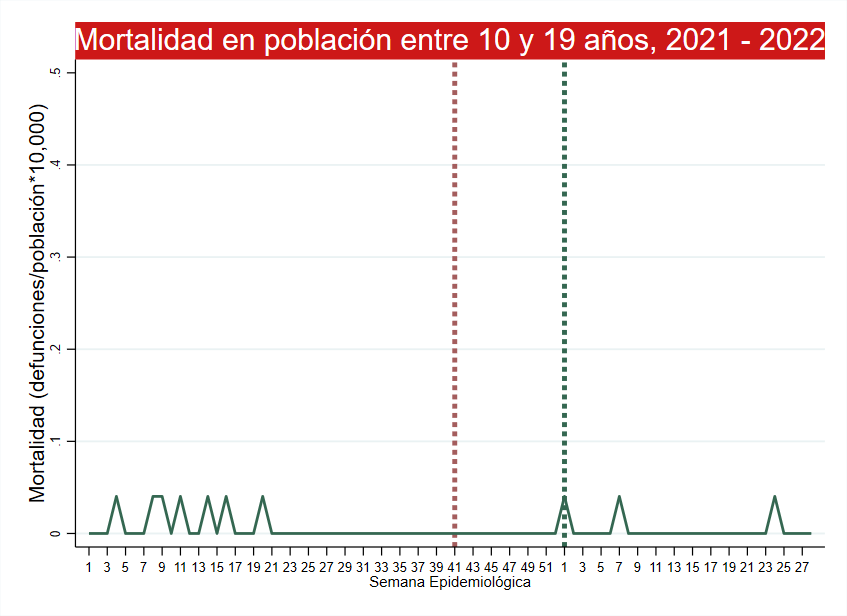 Mortalidad en población entre 10 y 19 años, 2021 - 2022
Mortalidad (defunciones/población*10,000)
.5
.4
.3
.2
.1
0
1 3 5 7 9 11 13 15 17 19 21 23 25 27 29 31 33 35 37 39 41 43 45 47 49 51 1 3 5 7 9 11 13 15 17 19 21 23 25 27
Semana Epidemiológica